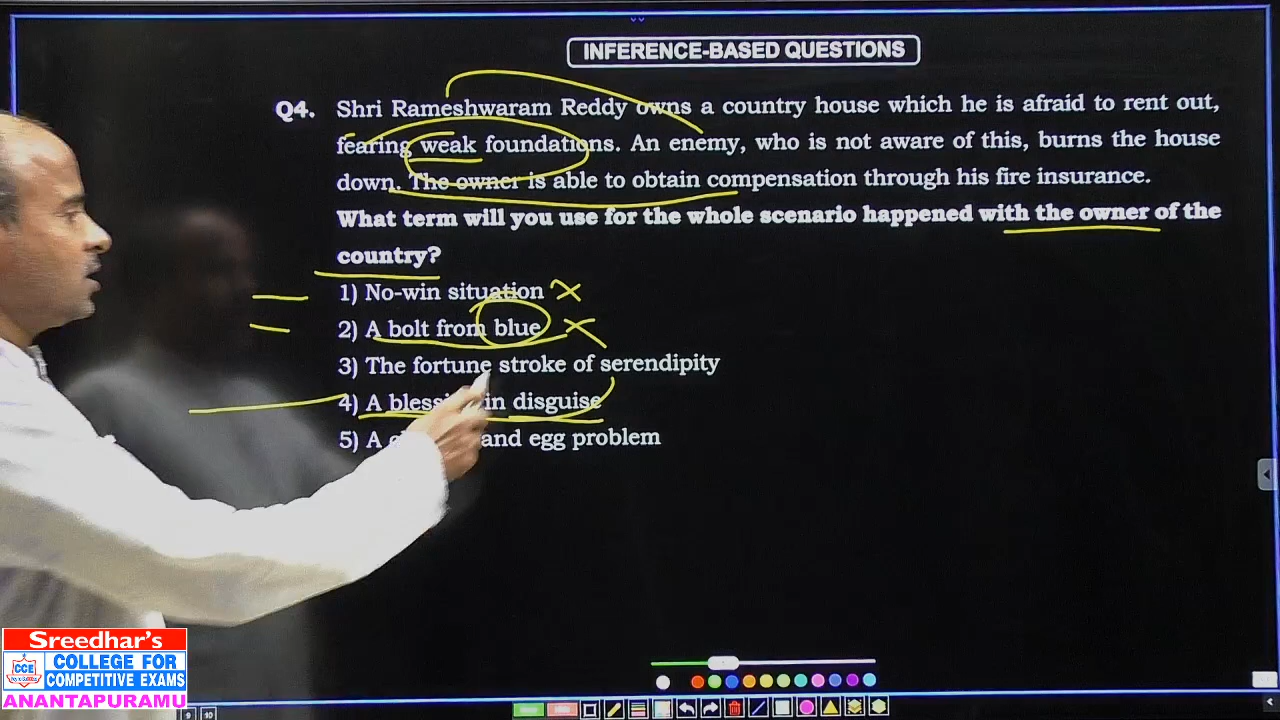 INFERENCE-BASED QUESTIONS
Q4. Shri Rameshwaram Reddy owns a country house which he is afraid to rent out,
fearing weak foundations. An enemy, who is not aware of this, burns the house
down. The owner is able to obtain compensation through his fire insurance.
What term will you use for the whole scenario happened with the owner of the
country?
1) No-win situation
2) A bolt from blue
3) The fortune stroke of serendipity
4) A in disguise
5) A and egg problem
Sreedhar's
CCE
COLLEGE FOR
COMPETITIVE EXAMS
ANANTAPURAMU
9 10